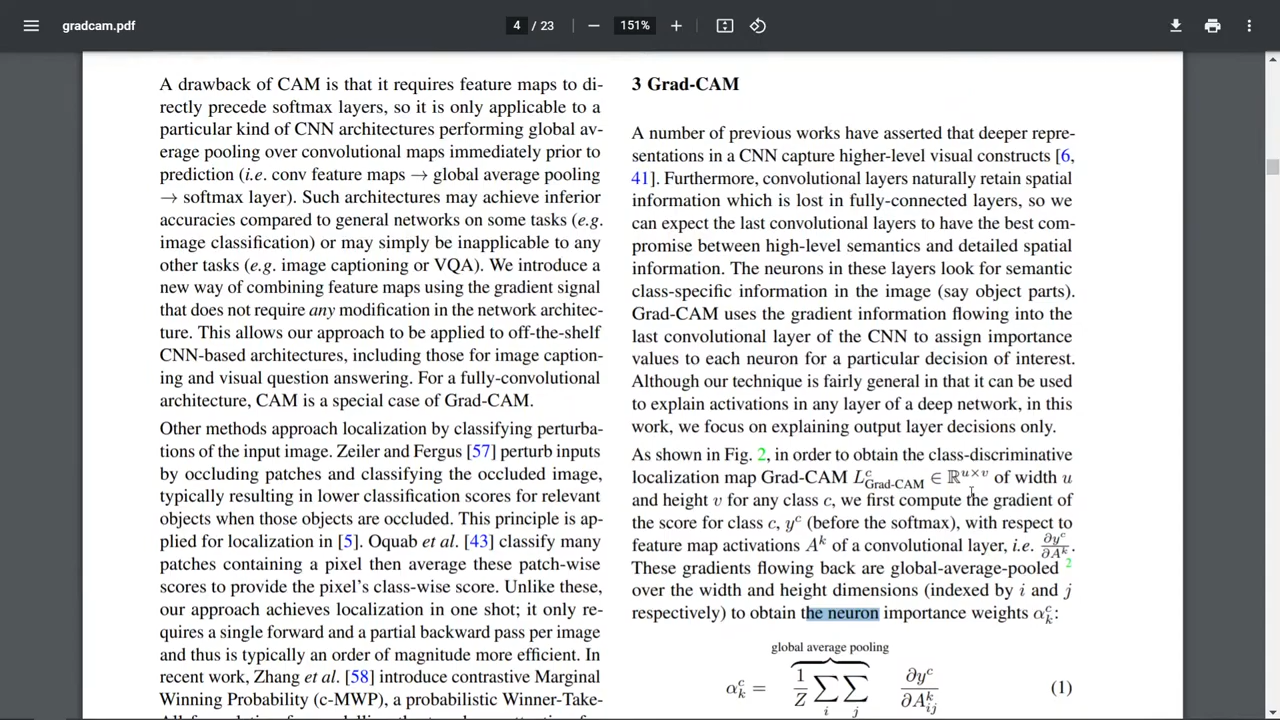 gradcam.pdf
4 / 23
151%
A drawback of CAM is that it requires feature maps to di-
rectly precede softmax layers, so it is only applicable to a
particular kind of CNN architectures performing global av-
erage pooling over convolutional maps immediately prior to
prediction (i.e. conv feature maps → global average pooling
→ softmax layer). Such architectures may achieve inferior
accuracies compared to general networks on some tasks (e.g.
image classification) or may simply be inapplicable to any
other tasks (e.g. image captioning or VQA). We introduce a
new way of combining feature maps using the gradient signal
that does not require any modification in the network architec-
ture. This allows our approach to be applied to off-the-shelf
CNN-based architectures, including those for image caption-
ing and visual question answering. For a fully-convolutional
architecture, CAM is a special case of Grad-CAM.
Other methods approach localization by classifying perturba-
tions of the input image. Zeiler and Fergus [57] perturb inputs
by occluding patches and classifying the occluded image,
typically resulting in lower classification scores for relevant
objects when those objects are occluded. This principle is ap-
plied for localization in [5]. Oquab et al. [43] classify many
patches containing a pixel then average these patch-wise
scores to provide the pixel's class-wise score. Unlike these,
our approach achieves localization in one shot; it only re-
quires a single forward and a partial backward pass per image
and thus is typically an order of magnitude more efficient. In
recent work, Zhang et al. [58] introduce contrastive Marginal
Winning Probability (c-MWP), a probabilistic Winner-Take-
3 Grad-CAM
A number of previous works have asserted that deeper repre-
sentations in a CNN capture higher-level visual constructs [6,
41]. Furthermore, convolutional layers naturally retain spatial
information which is lost in fully-connected layers, so we
can expect the last convolutional layers to have the best com-
promise between high-level semantics and detailed spatial
information. The neurons in these layers look for semantic
class-specific information in the image (say object parts).
Grad-CAM uses the gradient information flowing into the
last convolutional layer of the CNN to assign importance
values to each neuron for a particular decision of interest.
Although our technique is fairly general in that it can be used
to explain activations in any layer of a deep network, in this
work, we focus on explaining output layer decisions only.
As shown in Fig. 2, in order to obtain the class-discriminative
localization map Grad-CAM L^c_Grad-CAM ∈ ℝ^{u×v} of width u
and height v for any class c, we first compute the gradient of
the score for class c, y^c (before the softmax), with respect to
feature map activations A^k of a convolutional layer, i.e. ∂y^c/∂A^k.
These gradients flowing back are global-average-pooled 2
over the width and height dimensions (indexed by i and j
respectively) to obtain the neuron importance weights α^c_k:
global average pooling
α^c_k = 1/Z ∑_i ∑_j ∂y^c/∂A^k_ij (1)